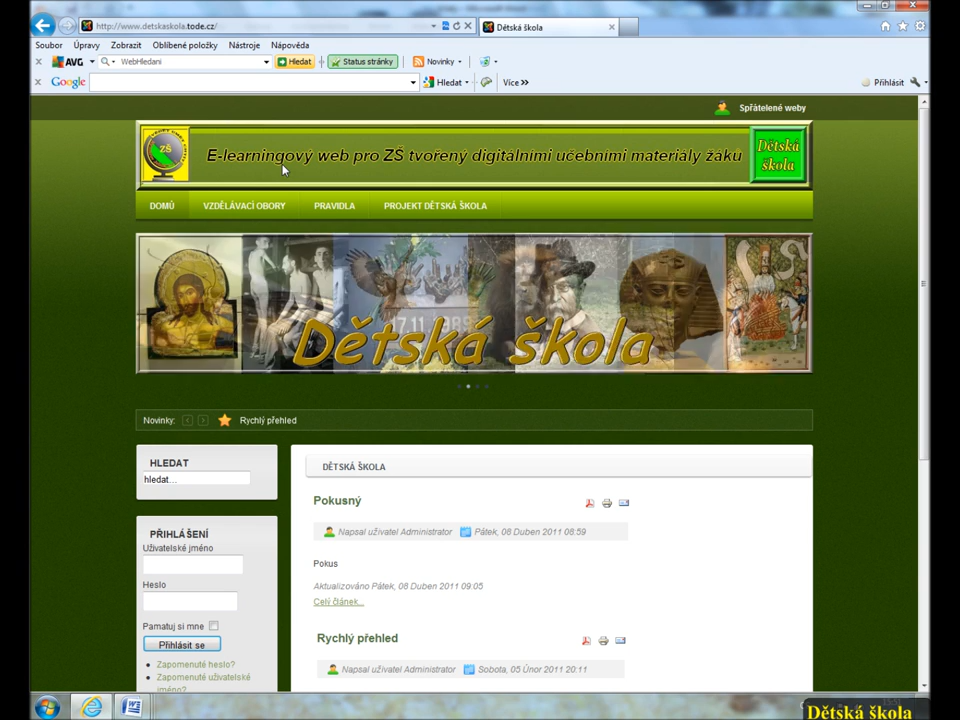 http://www.detskaskola.tode.cz/
Dětská škola
Soubor Úpravy Zobrazit Oblíbené položky Nástroje Nápověda
AVG WebHledani Hledat Status stránky Novinky
Google Hledat Více >> Přihlásit
Spřátelené weby
ZŠ
E-learningový web pro ZŠ tvořený digitálními učebními materiály žáků
Dětská
škola
DOMŮ VZDĚLÁVACÍ OBORY PRAVIDLA PROJEKT DĚTSKÁ ŠKOLA
17.11.1989
Dětská škola
Novinky: Rychlý přehled
HLEDAT
hledat...
PŘIHLÁŠENÍ
Uživatelské jméno
Heslo
Pamatuj si mne
Přihlásit se
Zapomenuté heslo?
Zapomenuté uživatelské
jméno?
DĚTSKÁ ŠKOLA
Pokusný
Napsal uživatel Administrator Pátek, 08 Duben 2011 08:59
Pokus
Aktualizováno Pátek, 08 Duben 2011 09:05
Celý článek...
Rychlý přehled
Napsal uživatel Administrator Sobota, 05 Únor 2011 20:11
Dětská škola